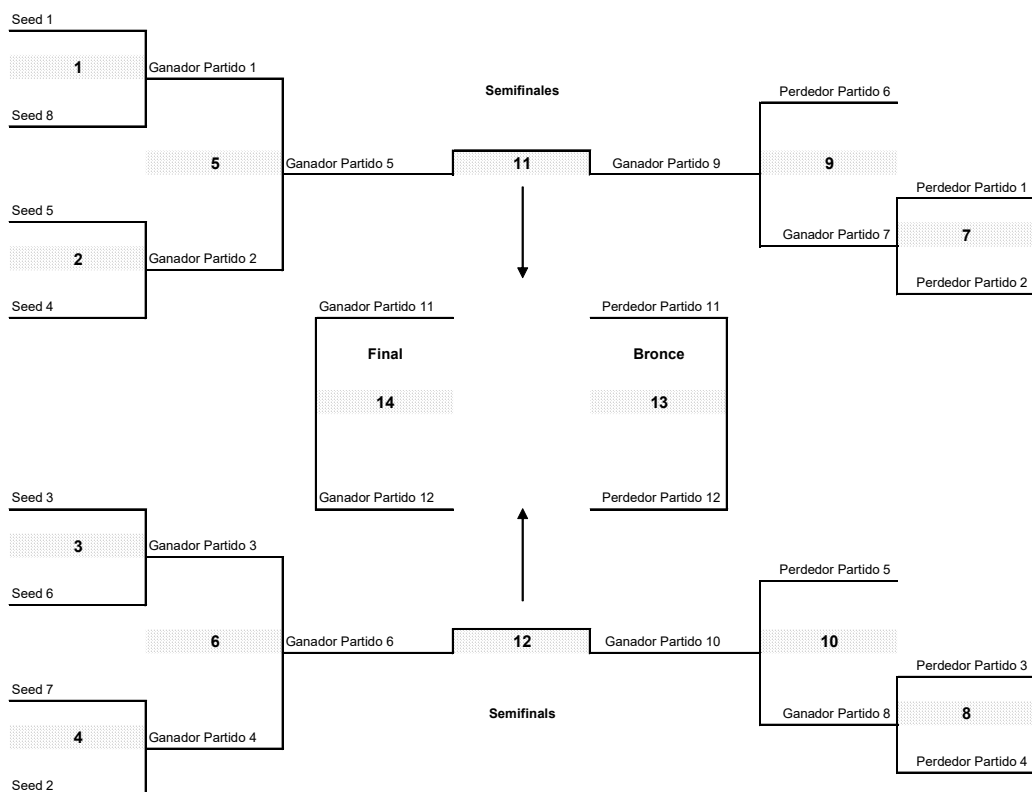 Seed 1
1
Ganador Partido 1
Seed 8
Semifinales
Perdedor Partido 6
5
Ganador Partido 5
11
Ganador Partido 9
9
Perdedor Partido 1
Seed 5
2
Ganador Partido 2
Ganador Partido 7
7
Perdedor Partido 2
Seed 4
Ganador Partido 11
Perdedor Partido 11
Final
Bronce
14
13
Ganador Partido 12
Perdedor Partido 12
Seed 3
3
Ganador Partido 3
Seed 6
Perdedor Partido 5
6
Ganador Partido 6
12
Ganador Partido 10
10
Perdedor Partido 3
Seed 7
4
Ganador Partido 4
Semifinals
Ganador Partido 8
8
Perdedor Partido 4
Seed 2